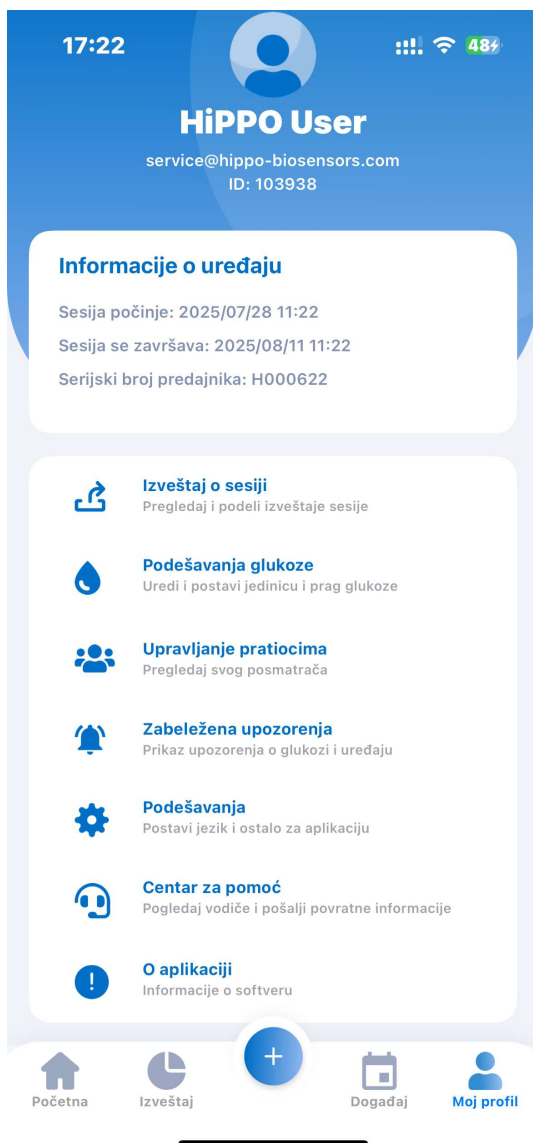 17:22
48
HiPPO User
service@hippo-biosensors.com
ID: 103938
Informacije o uređaju
Sesija počinje: 2025/07/28 11:22
Sesija se završava: 2025/08/11 11:22
Serijski broj predajnika: H000622
Izveštaj o sesiji
Pregledaj i podeli izveštaje sesije
Podešavanja glukoze
Uredi i postavi jedinicu i prag glukoze
Upravljanje pratiocima
Pregledaj svog posmatrača
Zabeležena upozorenja
Prikaz upozorenja o glukozi i uređaju
Podešavanja
Postavi jezik i ostalo za aplikaciju
Centar za pomoć
Pogledaj vodiče i pošalji povratne informacije
O aplikaciji
Informacije o softveru
Početna
Izveštaj
Događaj
Moj profil